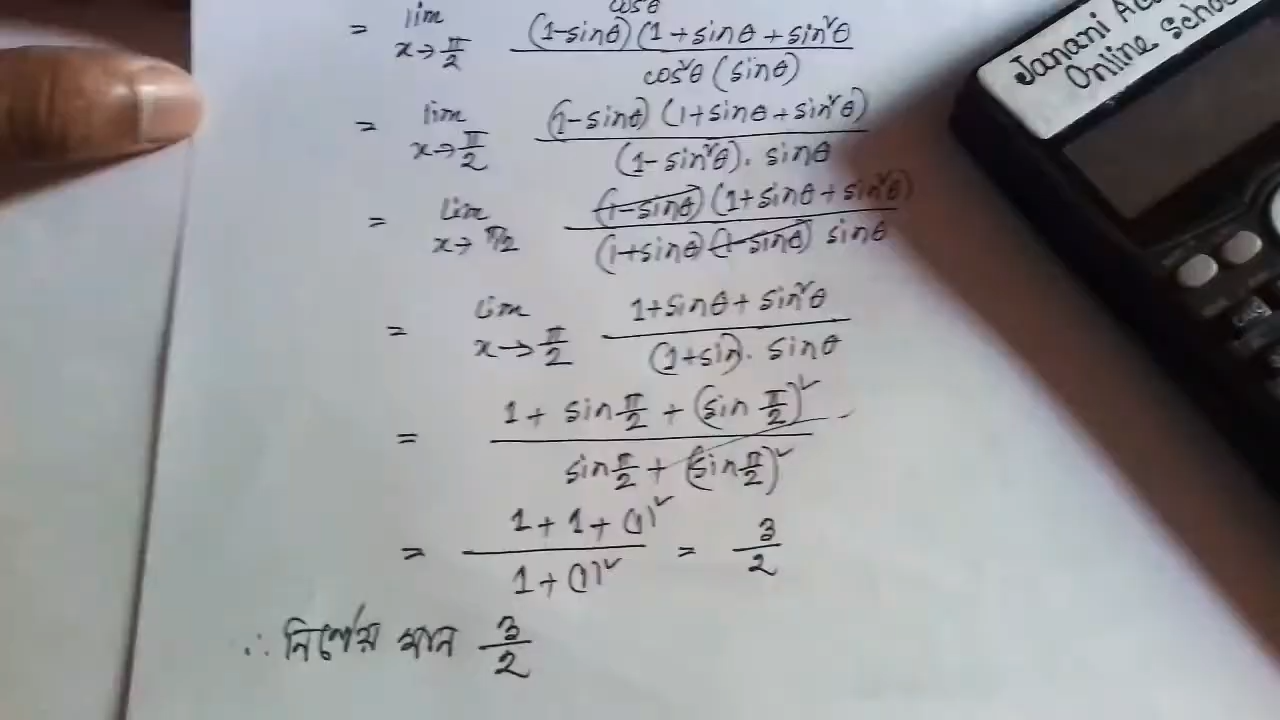 cosθ
= lim x→π/2 (1-sinθ)(1+sinθ+sin²θ / cos²θ (sinθ)
= lim x→π/2 (1-sinθ)(1+sinθ+sin²θ) / (1-sin²θ). sinθ
= lim x→π/2 (1-sinθ)(1+sinθ+sin²θ) / (1+sinθ)(1-sinθ) sinθ
= lim x→π/2 1+sinθ+sin²θ / (1+sin). sinθ
= 1+ sin π/2 + (sin π/2)² / sin π/2 + (sin π/2)²
= 1+1+(1)² / 1+(1)² = 3/2
∴ নির্ণেয় মান 3/2
Janani
Online School